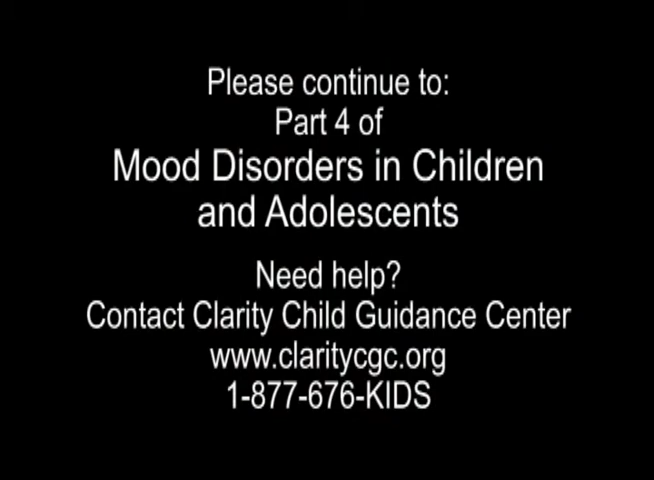 Please continue to:
Part 4 of
Mood Disorders in Children
and Adolescents
Need help?
Contact Clarity Child Guidance Center
www.claritycgc.org
1-877-676-KIDS